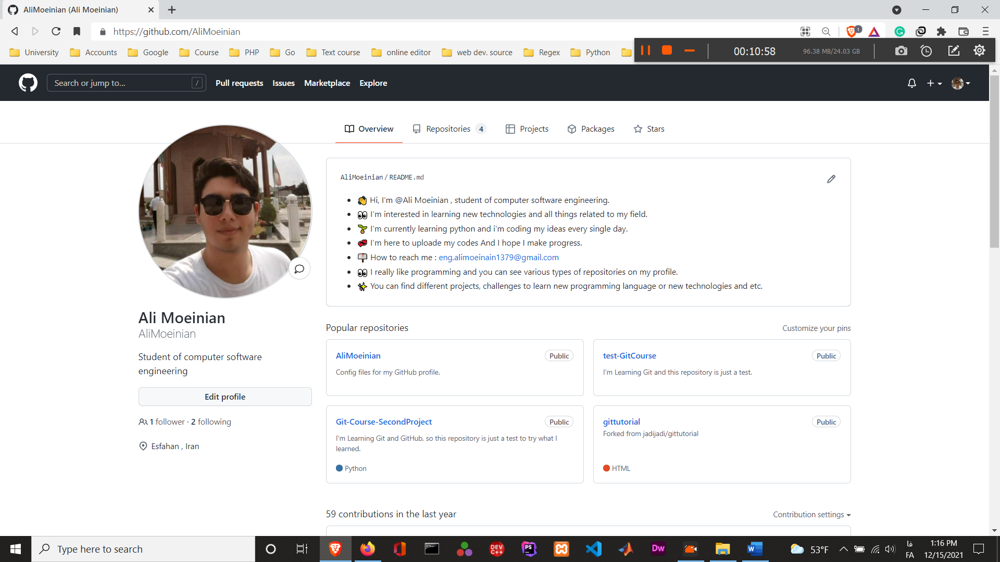 AliMoeinian (Ali Moeinian)
https://github.com/AliMoeinian
1
University
Accounts
Google
Course
PHP
Go
Text course
online editor
web dev. source
Regex
Python
00:10:58
96.38 MB/24.03 GB
Search or jump to...
/
Pull requests
Issues
Marketplace
Explore
Overview
Repositories 4
Projects
Packages
Stars
AliMoeinian / README.md
Hi, I'm @Ali Moeinian , student of computer software engineering.
I'm interested in learning new technologies and all things related to my field.
I'm currently learning python and i'm coding my ideas every single day.
I'm here to uploade my codes And I hope I make progress.
How to reach me : eng.alimoeinain1379@gmail.com
I really like programming and you can see various types of repositories on my profile.
You can find different projects, challenges to learn new programming language or new technologies and etc.
Ali Moeinian
AliMoeinian
Student of computer software
engineering
Edit profile
1 follower · 2 following
Esfahan , Iran
Popular repositories
Customize your pins
AliMoeinian
Public
Config files for my GitHub profile.
test-GitCourse
Public
I'm Learning Git and this repository is just a test.
Git-Course-SecondProject
Public
I'm Learning Git and GitHub, so this repository is just a test to try what I
learned.
Python
gittutorial
Public
Forked from jadijadi/gittutorial
HTML
59 contributions in the last year
Contribution settings
Type here to search
DEV
C++
PS
Dw
W
53°F
فا
FA
1:16 PM
12/15/2021